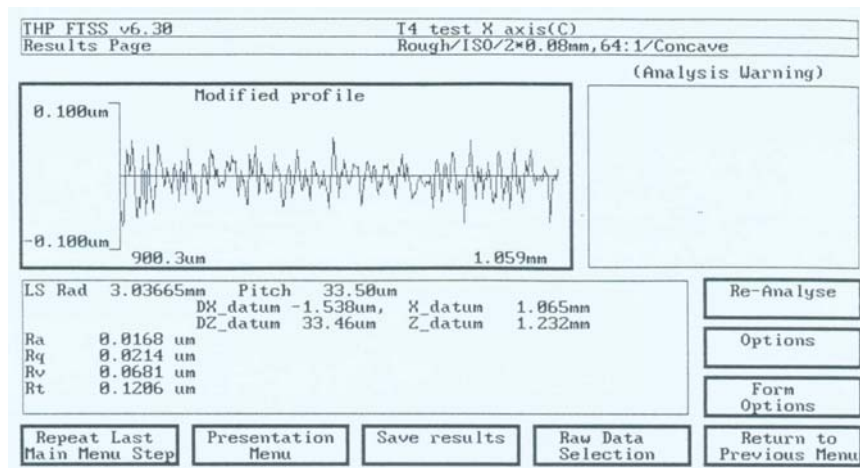 THP FTSS v6.30 T4 test X axis(C)
Results Page Rough/ISO/2*0.08mm,64:1/Concave
(Analysis Warning)
Modified profile
0.100um
-0.100um
900.3um 1.059mm
LS Rad 3.03665mm Pitch 33.50um
DX_datum -1.538um, X_datum 1.065mm
DZ_datum 33.46um Z_datum 1.232mm
Ra 0.0168 um
Rq 0.0214 um
Rv 0.0681 um
Rt 0.1206 um
Re-Analyse
Options
Form
Options
Repeat Last
Main Menu Step
Presentation
Menu
Save results
Raw Data
Selection
Return to
Previous Menu